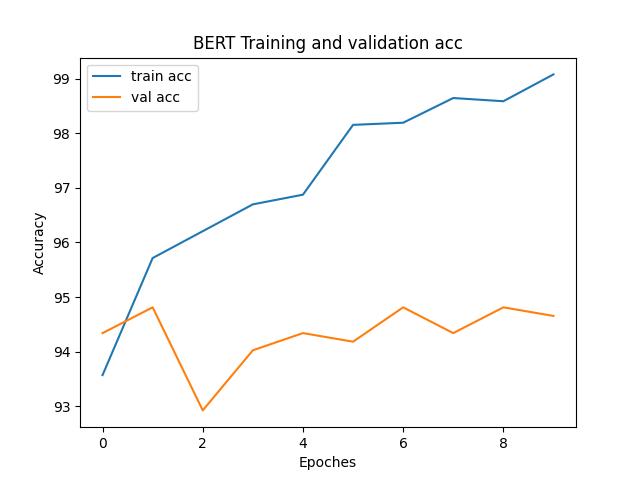 BERT Training and validation acc
train acc
val acc
99
98
97
96
95
94
93
Accuracy
0 2 4 6 8
Epoches